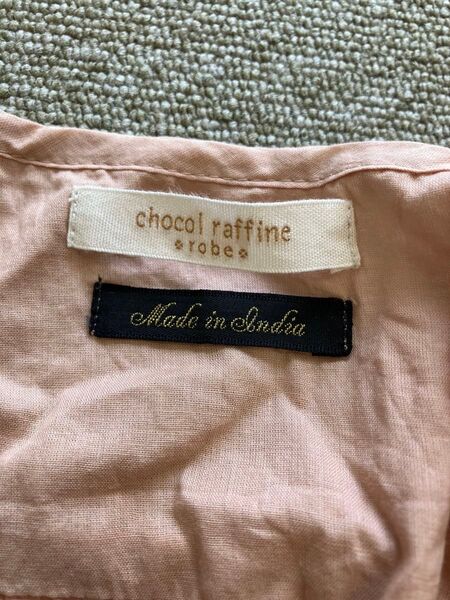 chocol raffine
robe
Made in India